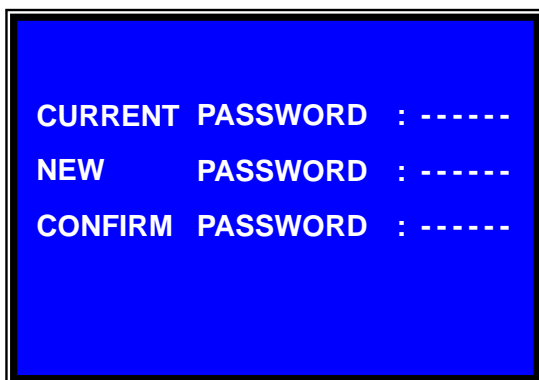 CURRENT PASSWORD : ------
NEW PASSWORD : ------
CONFIRM PASSWORD : ------